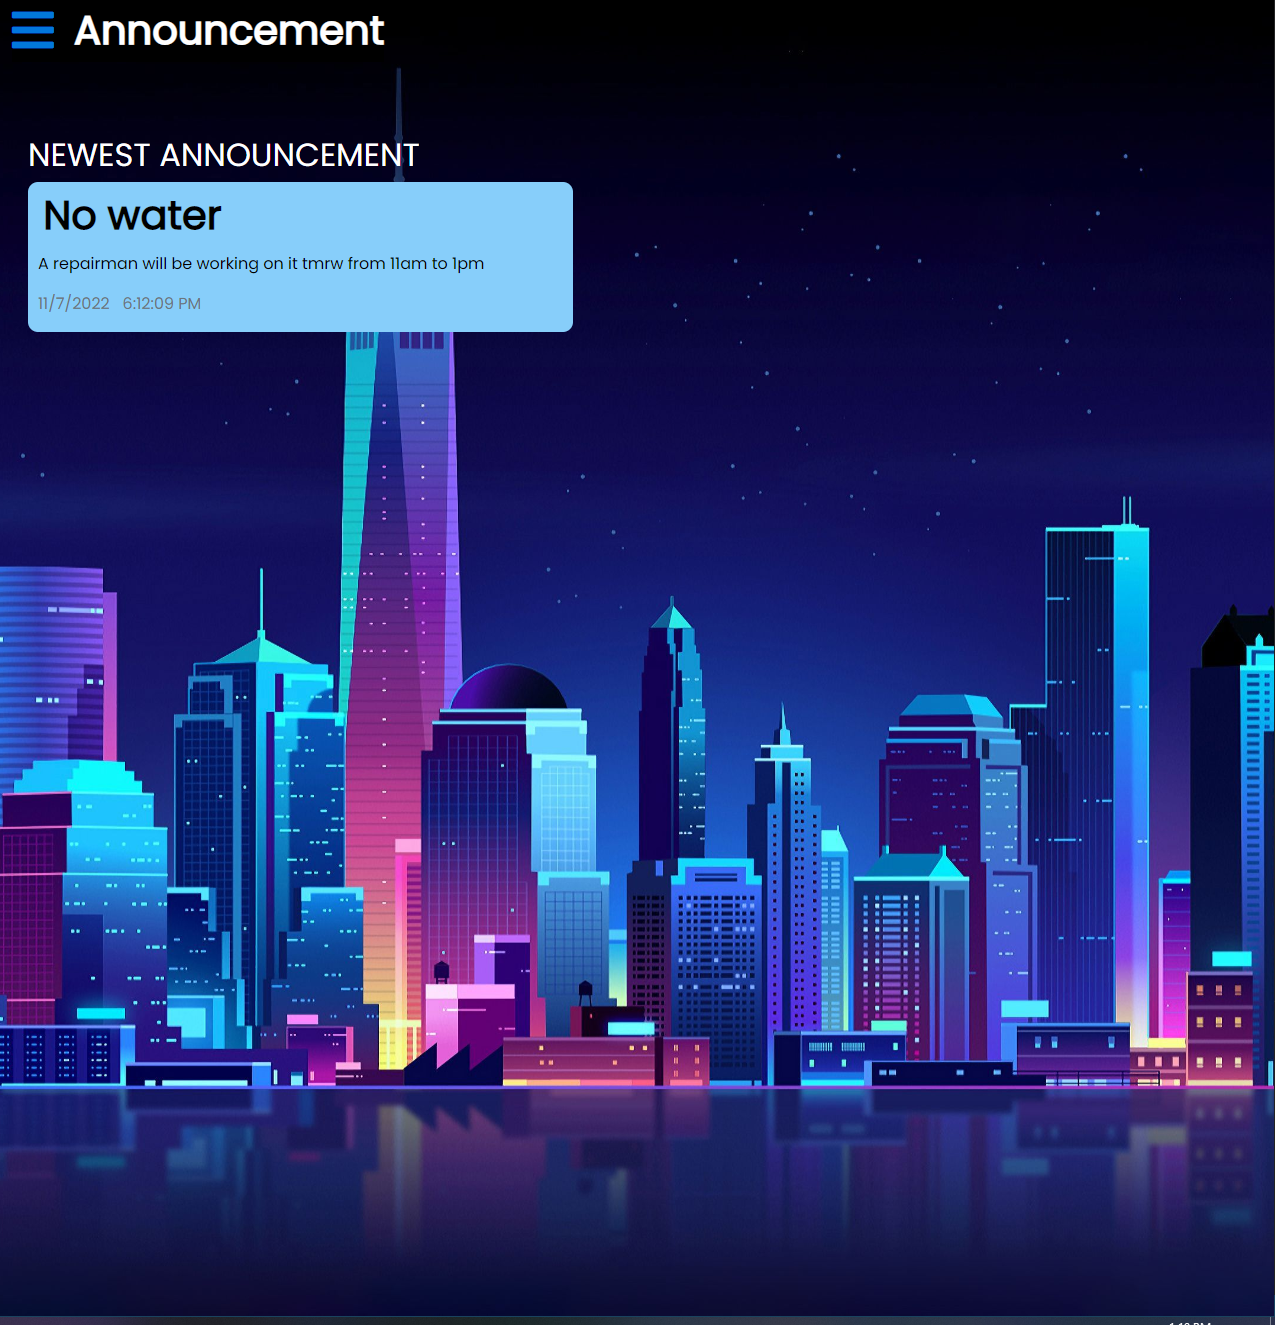 Announcement
NEWEST ANNOUNCEMENT
No water
A repairman will be working on it tmrw from 11am to 1pm
11/7/2022 6:12:09 PM